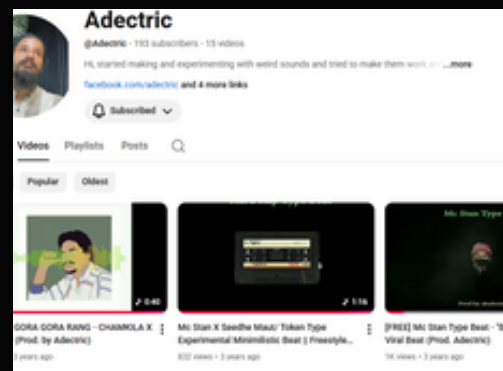 Adectric
@Adectric · 193 subscribers · 15 videos
Hi, started making and experimenting with weird sounds and tried to make them work ...more
facebook.com/adectric and 4 more links
Subscribed
Videos Playlists Posts
Popular Oldest
0:40
1:16
Mc Stan Type
GORA GORA RANG - CHAMKILA X
(Prod. by Adectric)
3 years ago
Mc Stan X Seedhe Maut/ Token Type
Experimental Minimilistic Beat || Freestyle...
832 views · 3 years ago
[FREE] Mc Stan Type Beat - "B
Viral Beat (Prod. Adectric)
1K views · 3 years ago